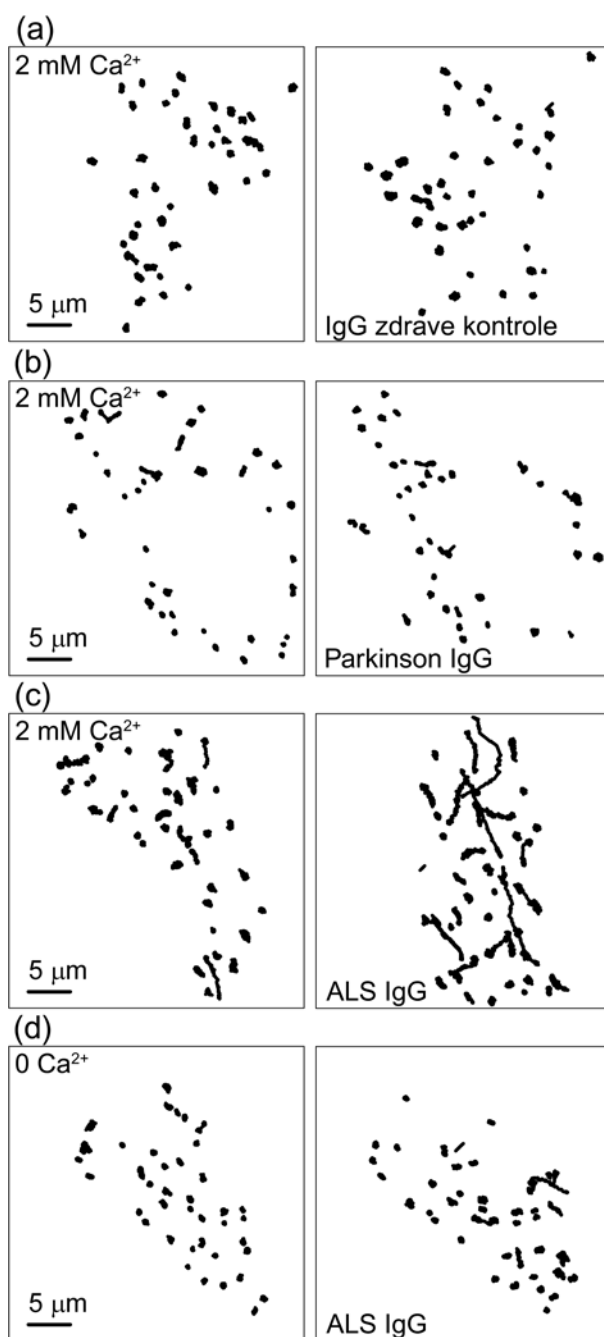 (a)
2 mM Ca²⁺
5 μm
IgG zdrave kontrole
(b)
2 mM Ca²⁺
5 μm
Parkinson IgG
(c)
2 mM Ca²⁺
5 μm
ALS IgG
(d)
0 Ca²⁺
5 μm
ALS IgG